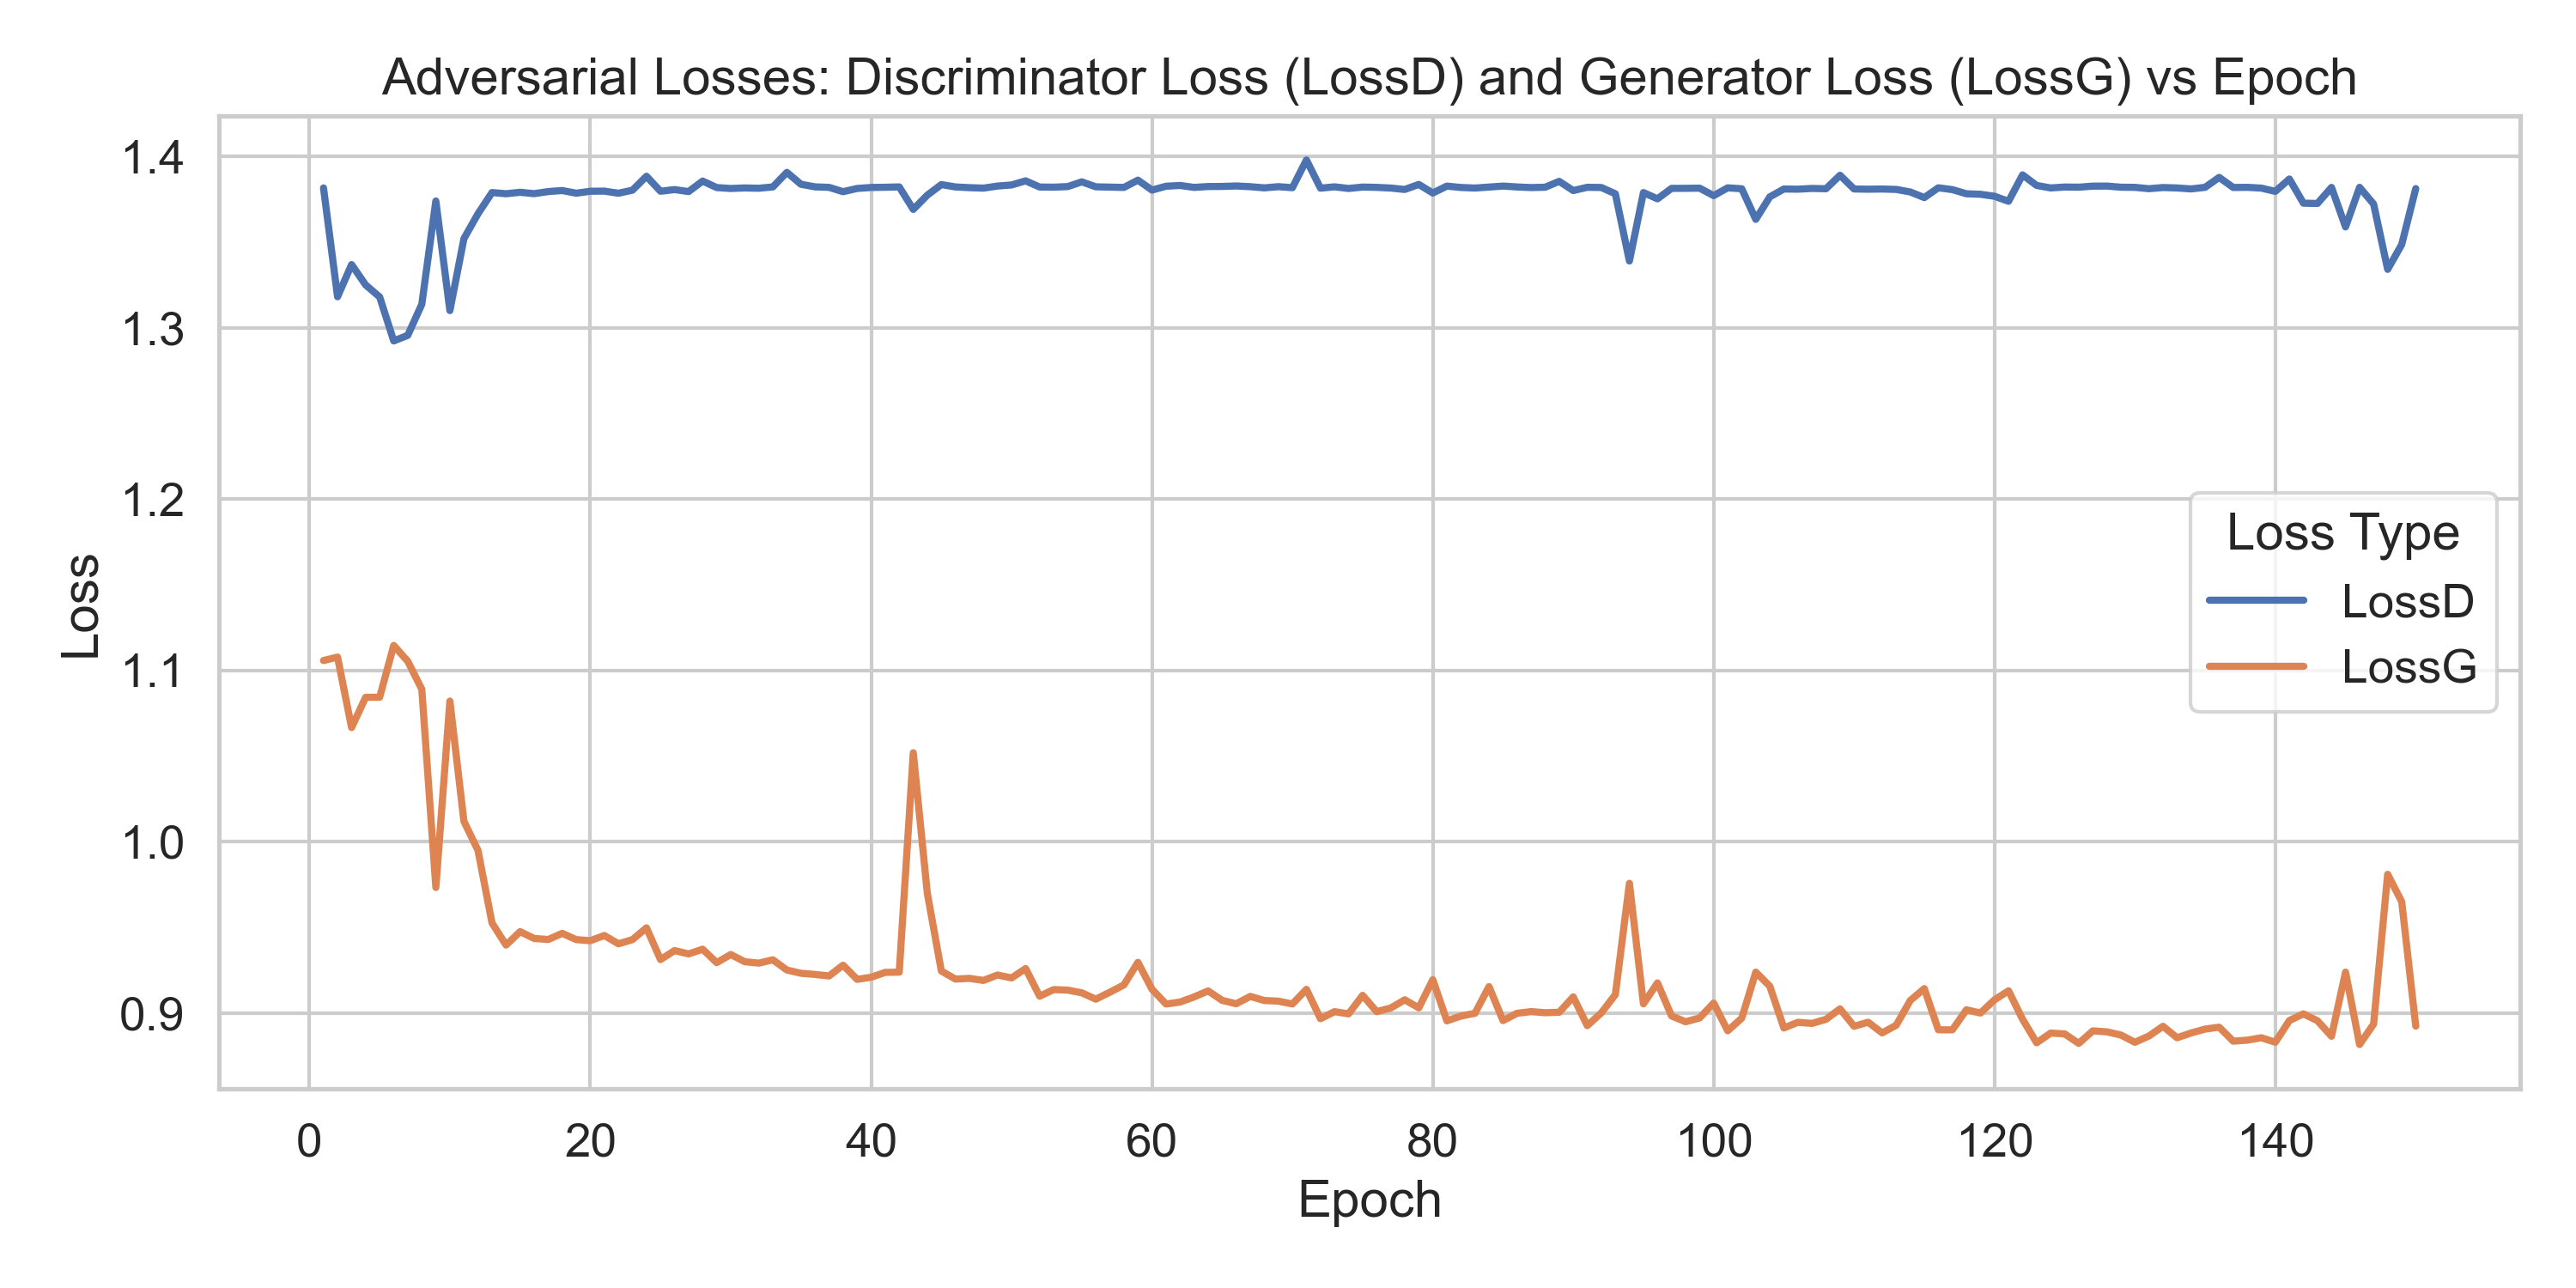 Adversarial Losses: Discriminator Loss (LossD) and Generator Loss (LossG) vs Epoch
Loss
1.4
1.3
1.2
1.1
1.0
0.9
Loss Type
LossD
LossG
0 20 40 60 80 100 120 140
Epoch